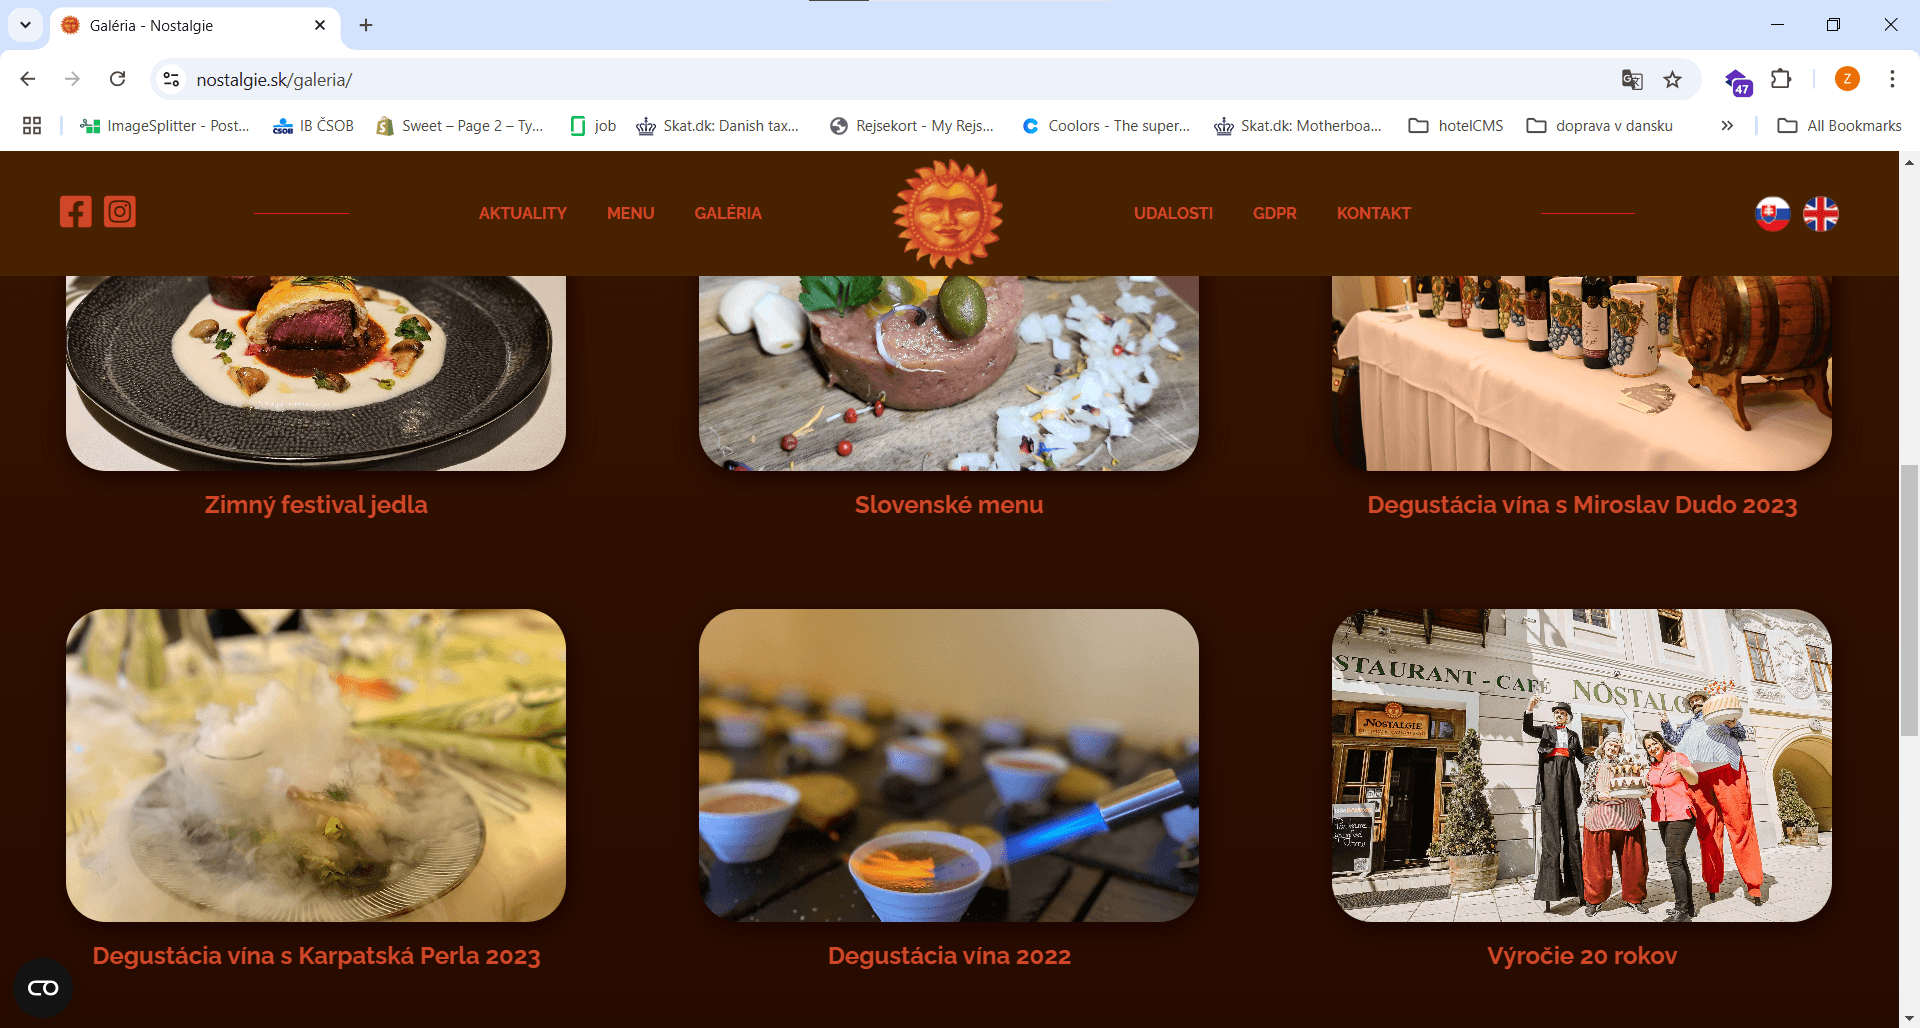 Galéria - Nostalgie
nostalgie.sk/galeria/
47
Z
ImageSplitter - Post...
ČSOB
IB ČSOB
Sweet – Page 2 – Ty...
job
Skat.dk: Danish tax...
Rejsekort - My Rejs...
Coolors - The super...
Skat.dk: Motherboa...
hotelCMS
doprava v dansku
All Bookmarks
AKTUALITY
MENU
GALÉRIA
UDALOSTI
GDPR
KONTAKT
Zimný festival jedla
Slovenské menu
Degustácia vína s Miroslav Dudo 2023
STAURANT - CAFÉ NOSTALG
NOSTALGIE
Degustácia vína s Karpatská Perla 2023
Degustácia vína 2022
Výročie 20 rokov